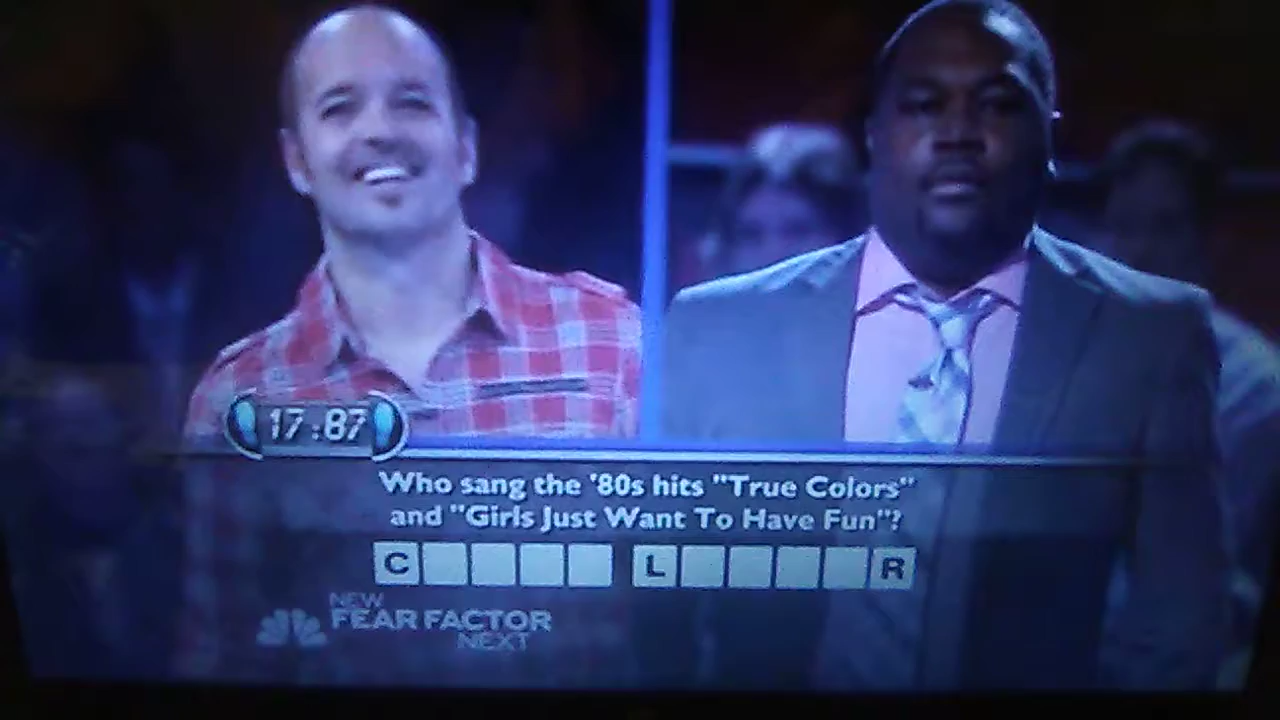 17:87
Who sang the '80s hits "True Colors"
and "Girls Just Want To Have Fun"?
C L R
NEW
FEAR FACTOR
NEXT